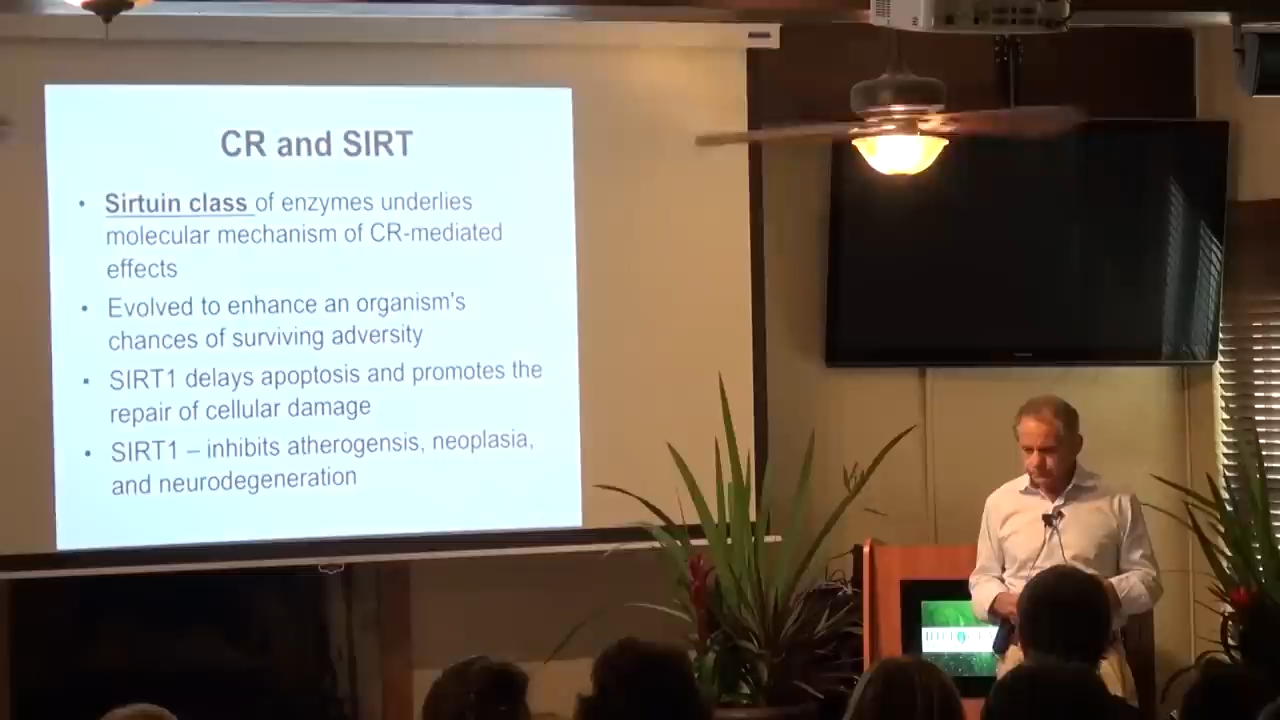 CR and SIRT
• Sirtuin class of enzymes underlies
molecular mechanism of CR-mediated
effects
• Evolved to enhance an organism's
chances of surviving adversity
• SIRT1 delays apoptosis and promotes the
repair of cellular damage
• SIRT1 – inhibits atherogensis, neoplasia,
and neurodegeneration